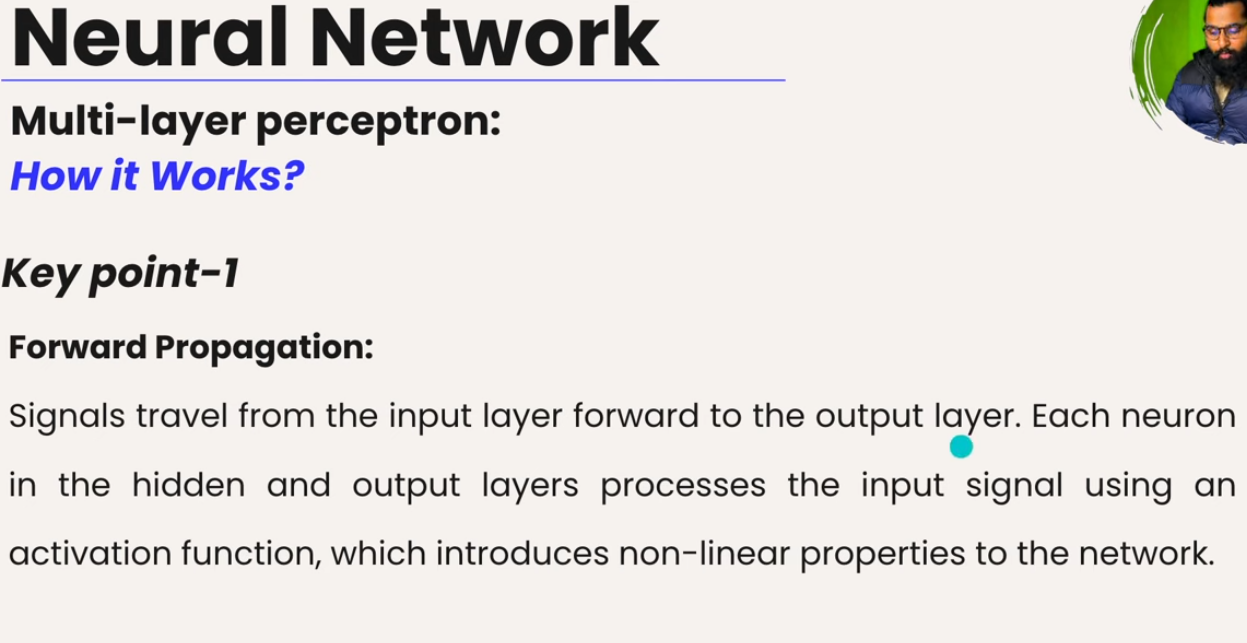 Neural Network
Multi-layer perceptron:
How it Works?
Key point-1
Forward Propagation:
Signals travel from the input layer forward to the output layer. Each neuron
in the hidden and output layers processes the input signal using an
activation function, which introduces non-linear properties to the network.